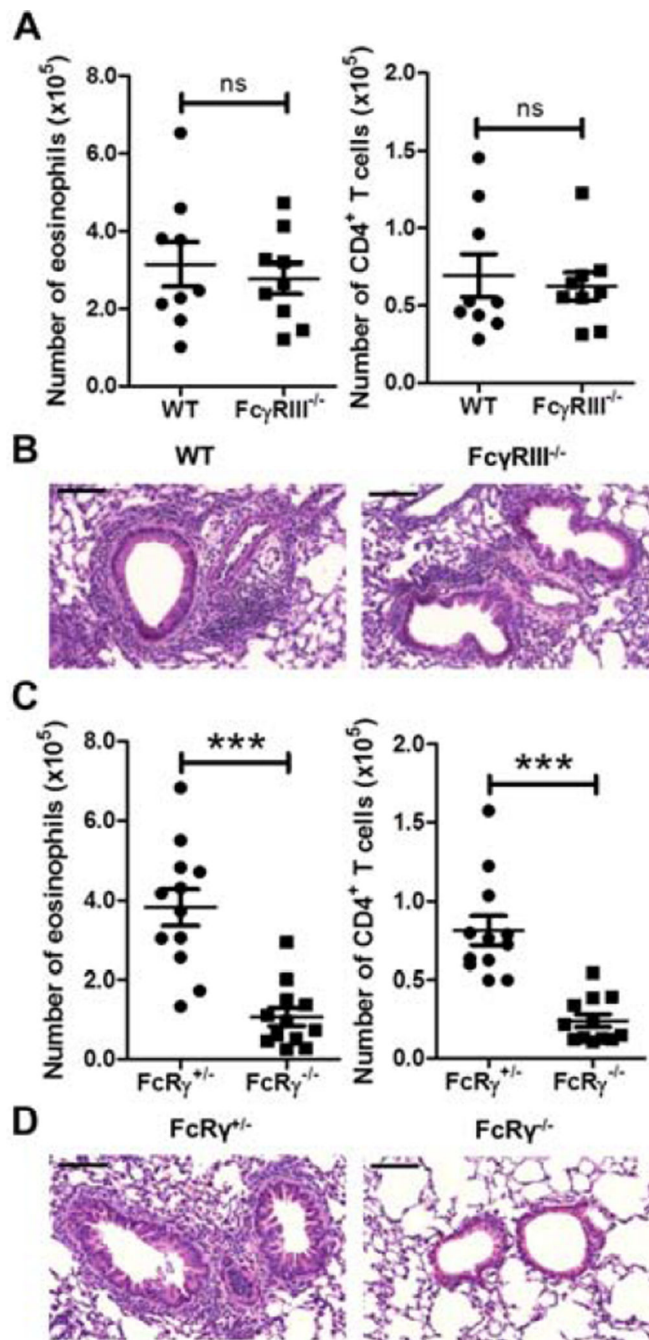 A
Number of eosinophils (x10⁵)
8.0
6.0
4.0
2.0
0.0
ns
WT
FcγRIII⁻/⁻
Number of CD4⁺ T cells (x10⁵)
2.0
1.5
1.0
0.5
0.0
ns
WT
FcγRIII⁻/⁻
B
WT
FcγRIII⁻/⁻
C
Number of eosinophils (x10⁵)
8.0
6.0
4.0
2.0
0.0
***
FcRγ⁺/⁻
FcRγ⁻/⁻
Number of CD4⁺ T cells (x10⁵)
2.0
1.5
1.0
0.5
0.0
***
FcRγ⁺/⁻
FcRγ⁻/⁻
D
FcRγ⁺/⁻
FcRγ⁻/⁻